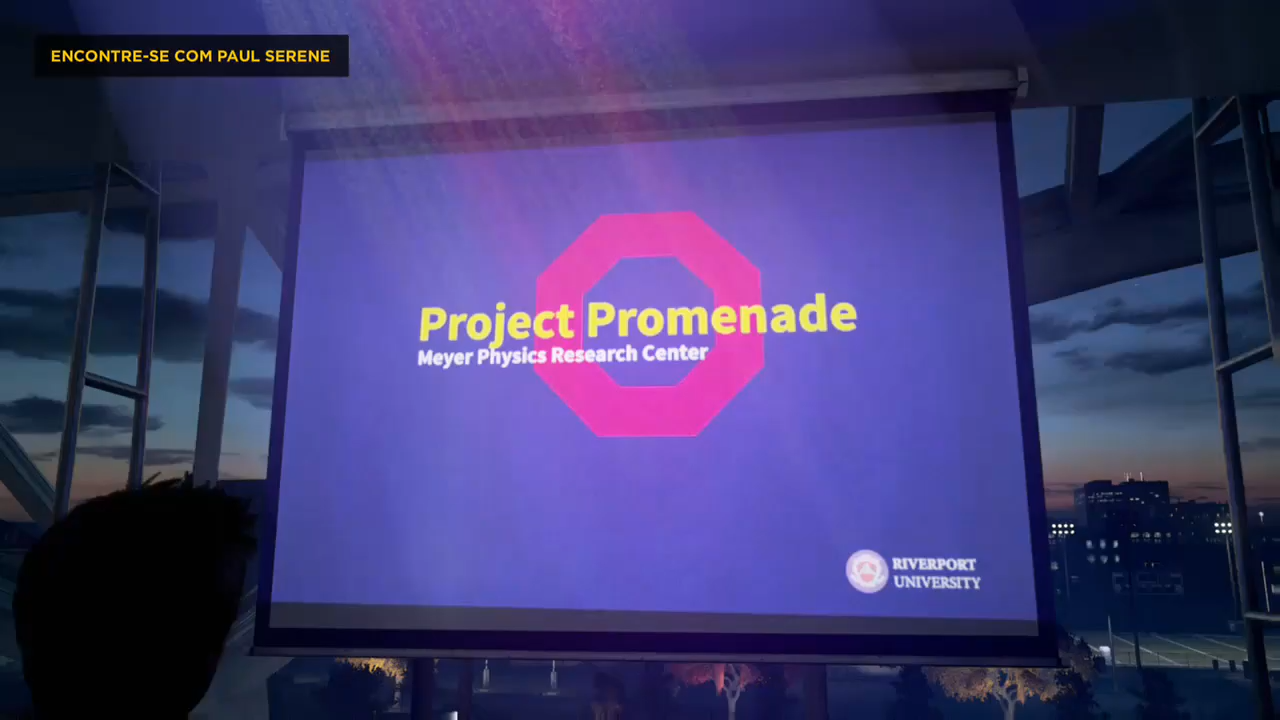 ENCONTRE-SE COM PAUL SERENE
Project Promenade
Meyer Physics Research Center
RIVERPORT
UNIVERSITY